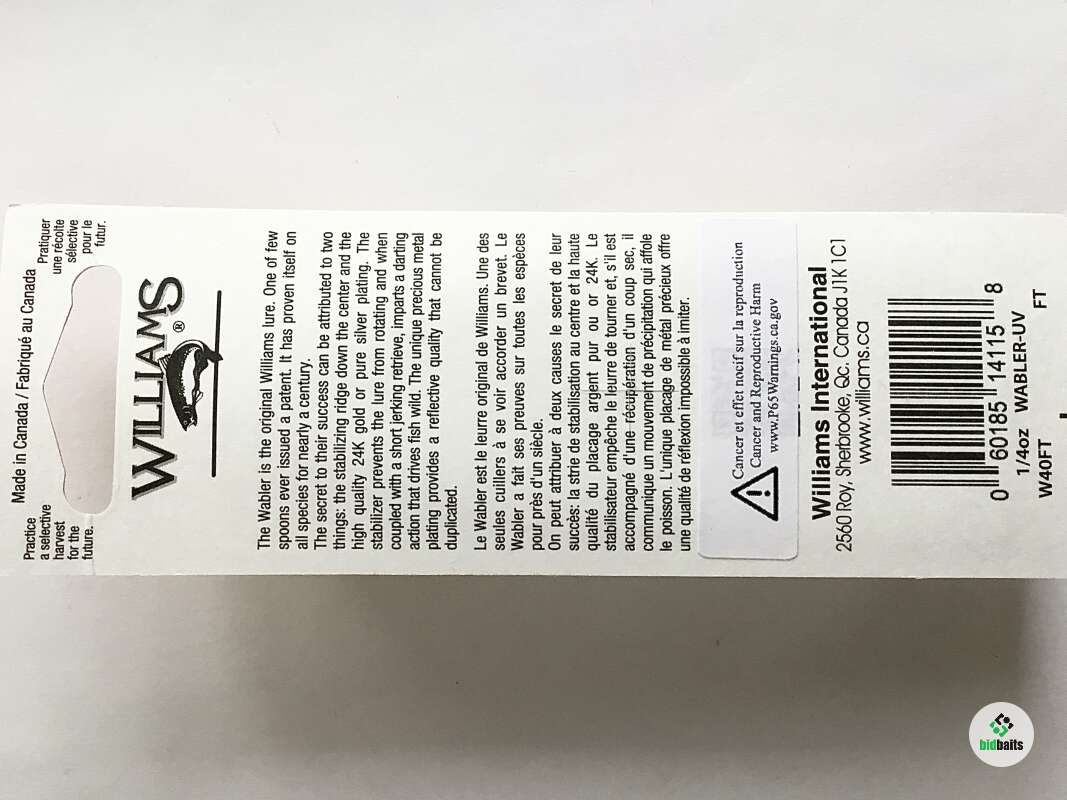 Made in Canada / Fabriqué au Canada
Practice
a selective
harvest
for the
future.
Pratiquer
une récolte
sélective
pour le
futur.
WILLIAMS
®
The Wabler is the original Williams lure. One of few
spoons ever issued a patent. It has proven itself on
all species for nearly a century.
The secret to their success can be attributed to two
things: the stabilizing ridge down the center and the
high quality 24K gold or pure silver plating. The
stabilizer prevents the lure from rotating and when
coupled with a short jerking retrieve, imparts a darting
action that drives fish wild. The unique precious metal
plating provides a reflective quality that cannot be
duplicated.
Le Wabler est le leurre original de Williams. Une des
seules cuillers à se voir accorder un brevet. Le
Wabler a fait ses preuves sur toutes les espèces
pour près d'un siècle.
On peut attribuer à deux causes le secret de leur
succès: la strie de stabilisation au centre et la haute
qualité du placage argent pur ou or 24K. Le
stabilisateur empêche le leurre de tourner et, s'il est
accompagné d'une récupération d'un coup sec, il
communique un mouvement de précipitation qui affole
le poisson. L'unique placage de métal précieux offre
une qualité de réflexion impossible à imiter.
Cancer et effet nocif sur la reproduction
Cancer and Reproductive Harm
www.P65Warnings.ca.gov
Williams International
2560 Roy, Sherbrooke, Qc. Canada J1K 1C1
www.williams.ca
0 60185 14115 8
1/4oz WABLER-UV
W40FT FT
bidbaits